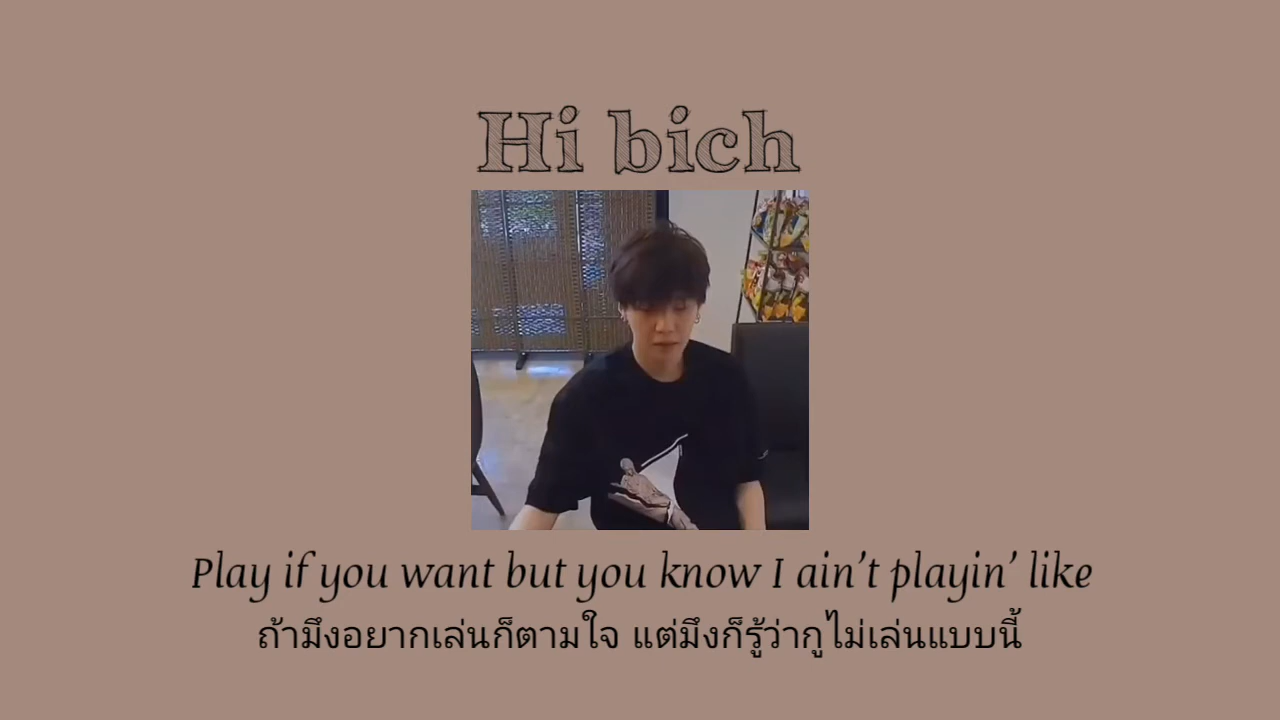 Hi bich
Play if you want but you know I ain't playin' like
ถ้ามึงอยากเล่นก็ตามใจ แต่มึงก็รู้ว่ากูไม่เล่นแบบนี้